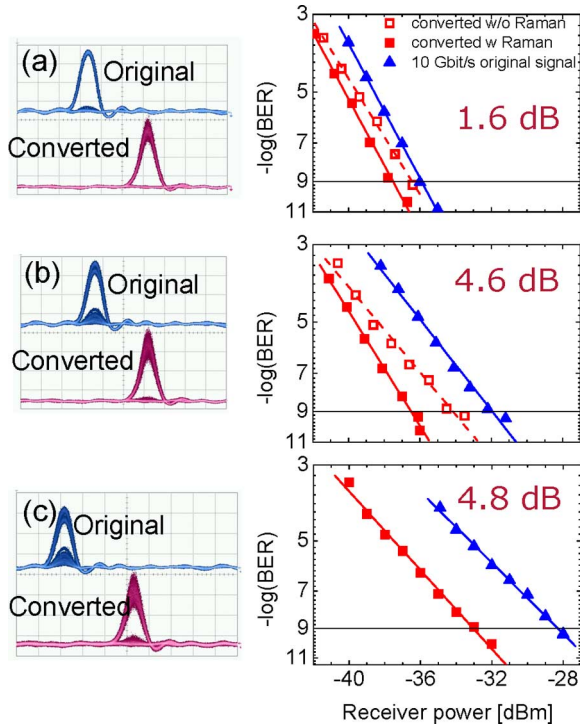 (a)
Original
Converted
3
5
7
9
11
-log(BER)
converted w/o Raman
converted w Raman
10 Gbit/s original signal
1.6 dB
(b)
Original
Converted
3
5
7
9
11
-log(BER)
4.6 dB
(c)
Original
Converted
3
5
7
9
11
-log(BER)
4.8 dB
-40 -36 -32 -28
Receiver power [dBm]